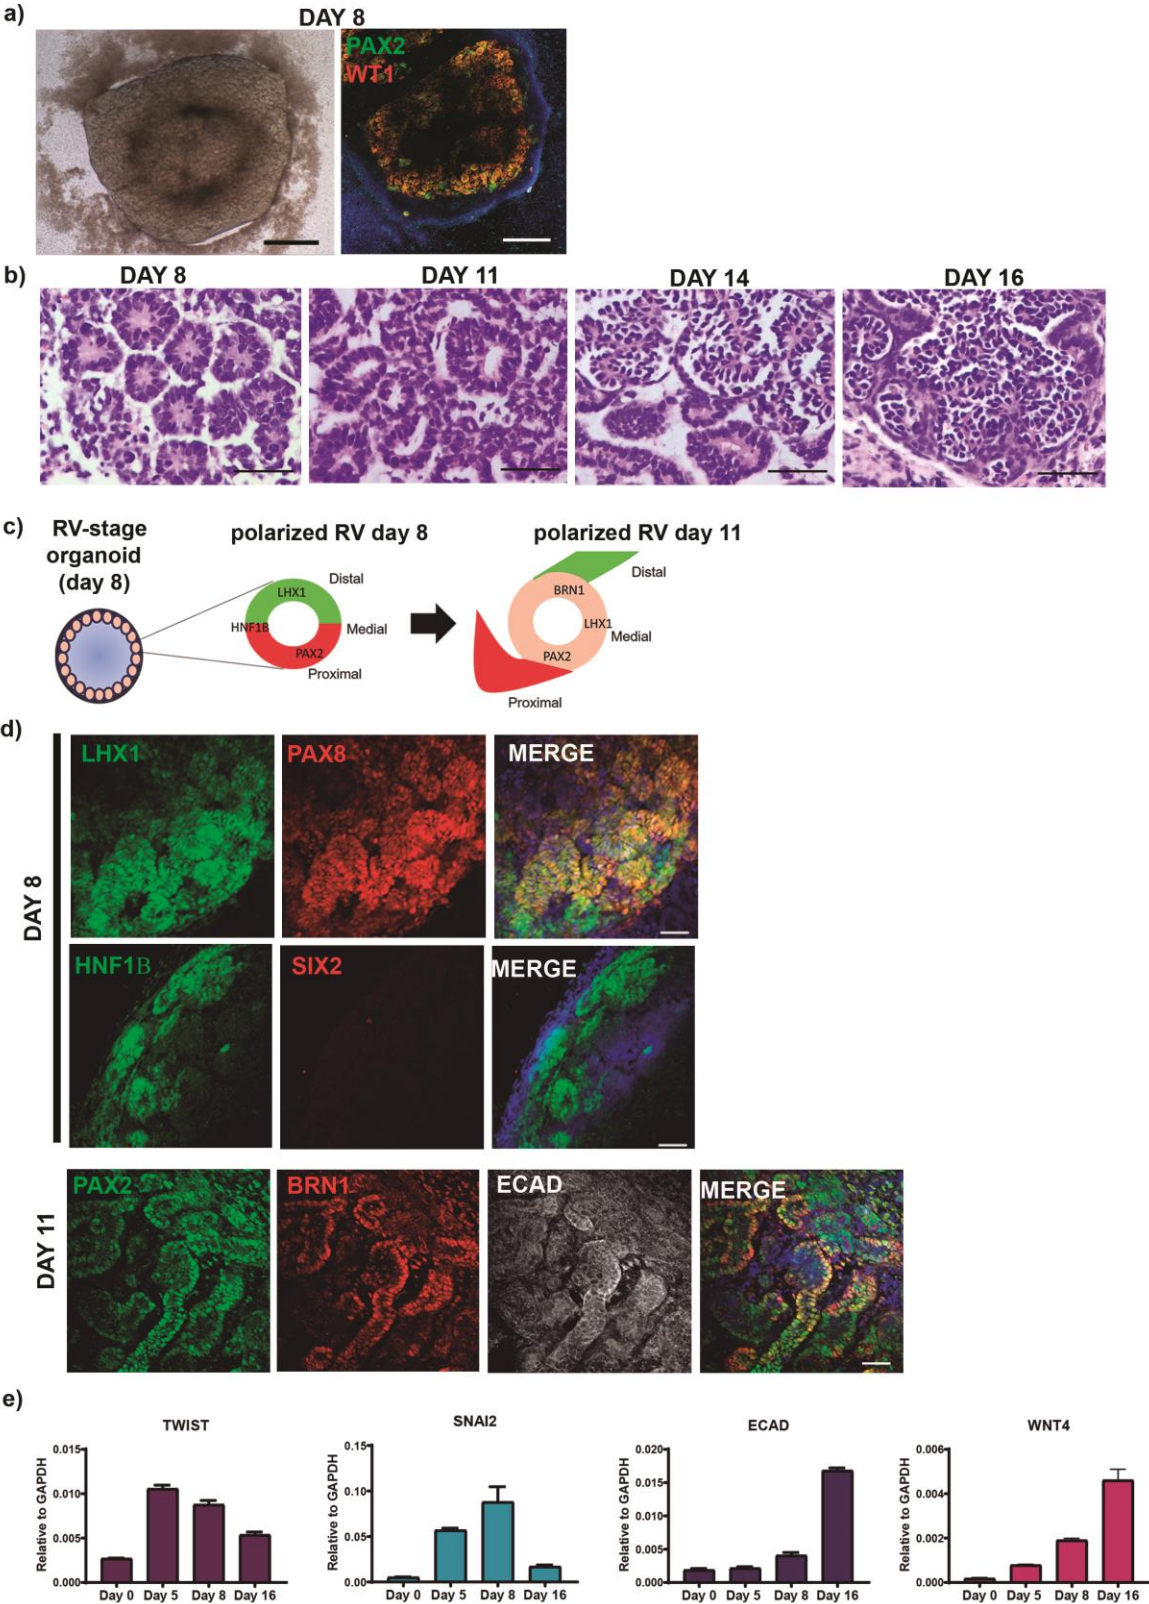 a)
DAY 8
PAX2
WT1
b)
DAY 8
DAY 11
DAY 14
DAY 16
c)
RV-stage
organoid
(day 8)
polarized RV day 8
polarized RV day 11
LHX1
Distal
HNF1B
Medial
PAX2
Proximal
Distal
BRN1
LHX1
Medial
PAX2
Proximal
d)
DAY 8
LHX1
PAX8
MERGE
HNF1B
SIX2
MERGE
DAY 11
PAX2
BRN1
ECAD
MERGE
e)
TWIST
Relative to GAPDH
0.015
0.010
0.005
0.000
Day 0 Day 5 Day 8 Day 16
SNAI2
Relative to GAPDH
0.15
0.10
0.05
0.00
Day 0 Day 5 Day 8 Day 16
ECAD
Relative to GAPDH
0.020
0.015
0.010
0.005
0.000
Day 0 Day 5 Day 8 Day 16
WNT4
Relative to GAPDH
0.006
0.004
0.002
0.000
Day 0 Day 5 Day 8 Day 16